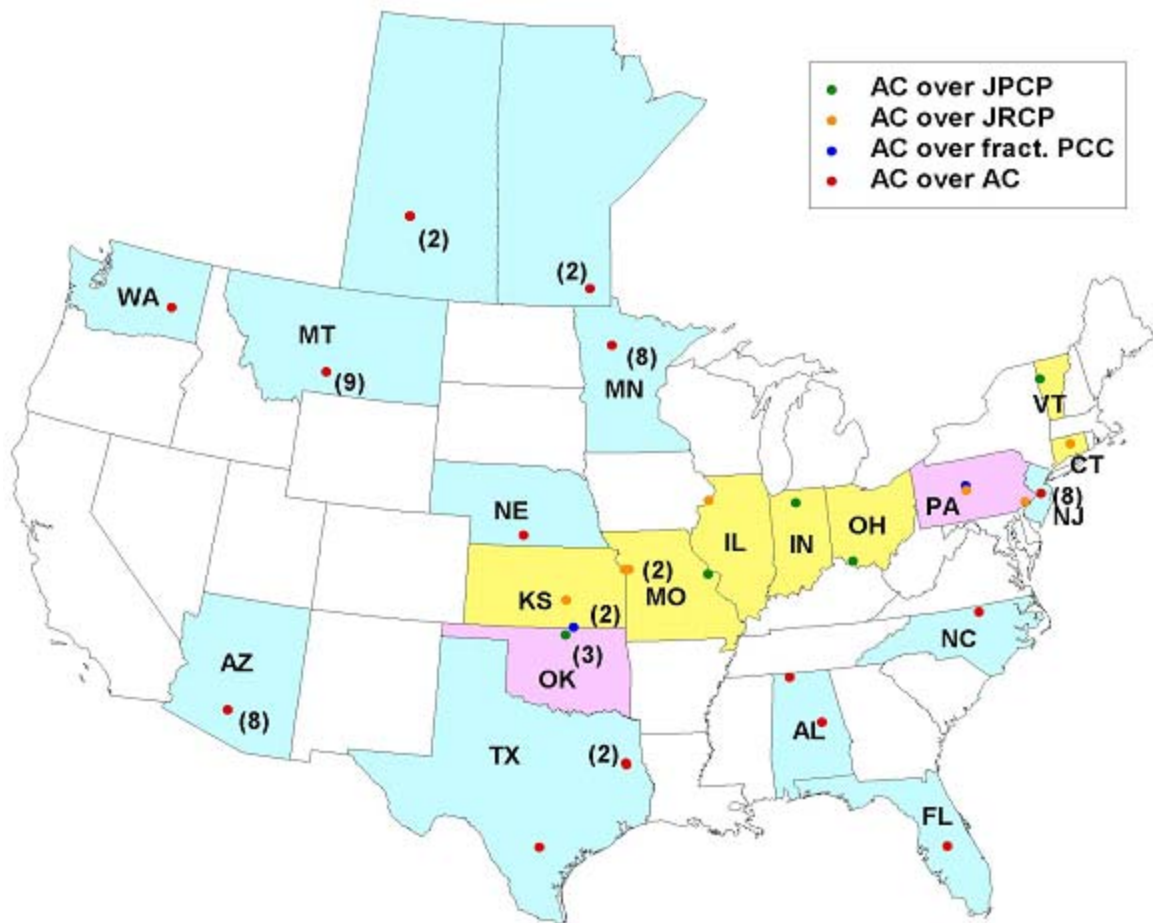 AC over JPCP
AC over JRCP
AC over fract. PCC
AC over AC
(2)
(2)
WA
MT
(9)
(8)
MN
VT
CT
(8)
NJ
PA
NE
OH
IL
IN
(2)
MO
KS
(2)
(3)
OK
NC
AZ
(8)
AL
TX
(2)
FL